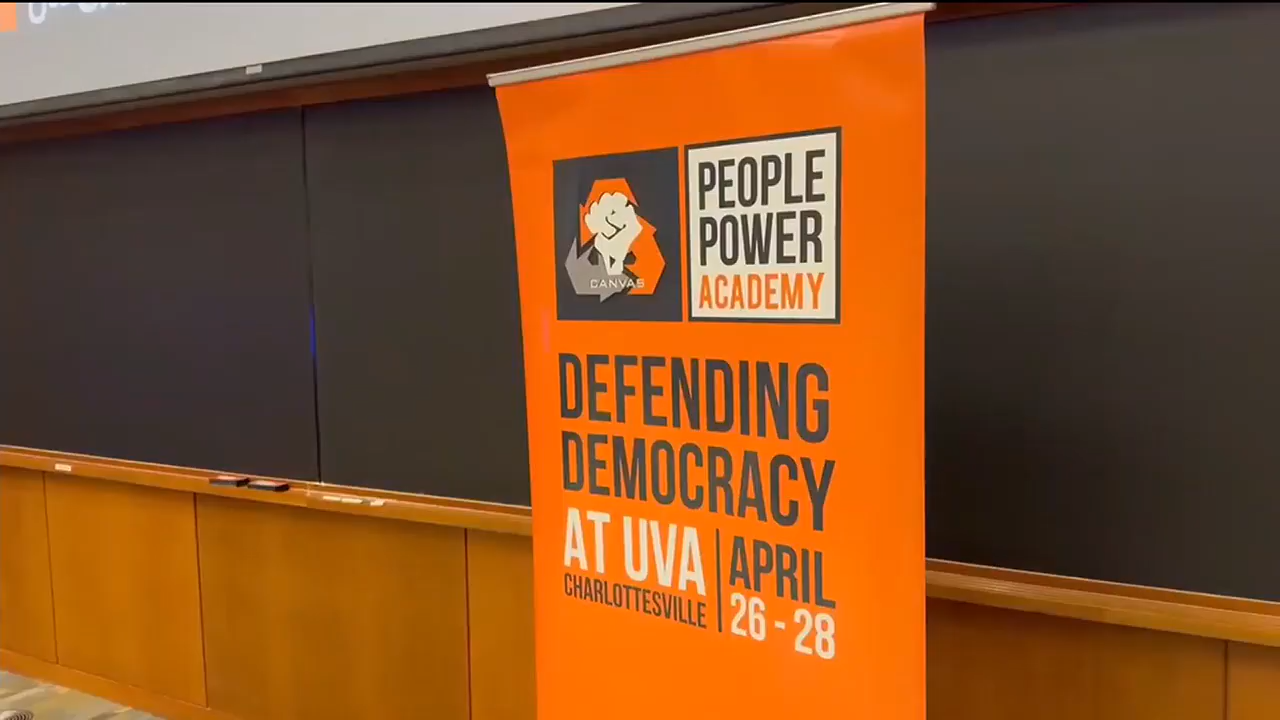 CANVAS
PEOPLE
POWER
ACADEMY
DEFENDING
DEMOCRACY
AT UVA
CHARLOTTESVILLE
APRIL
26 - 28